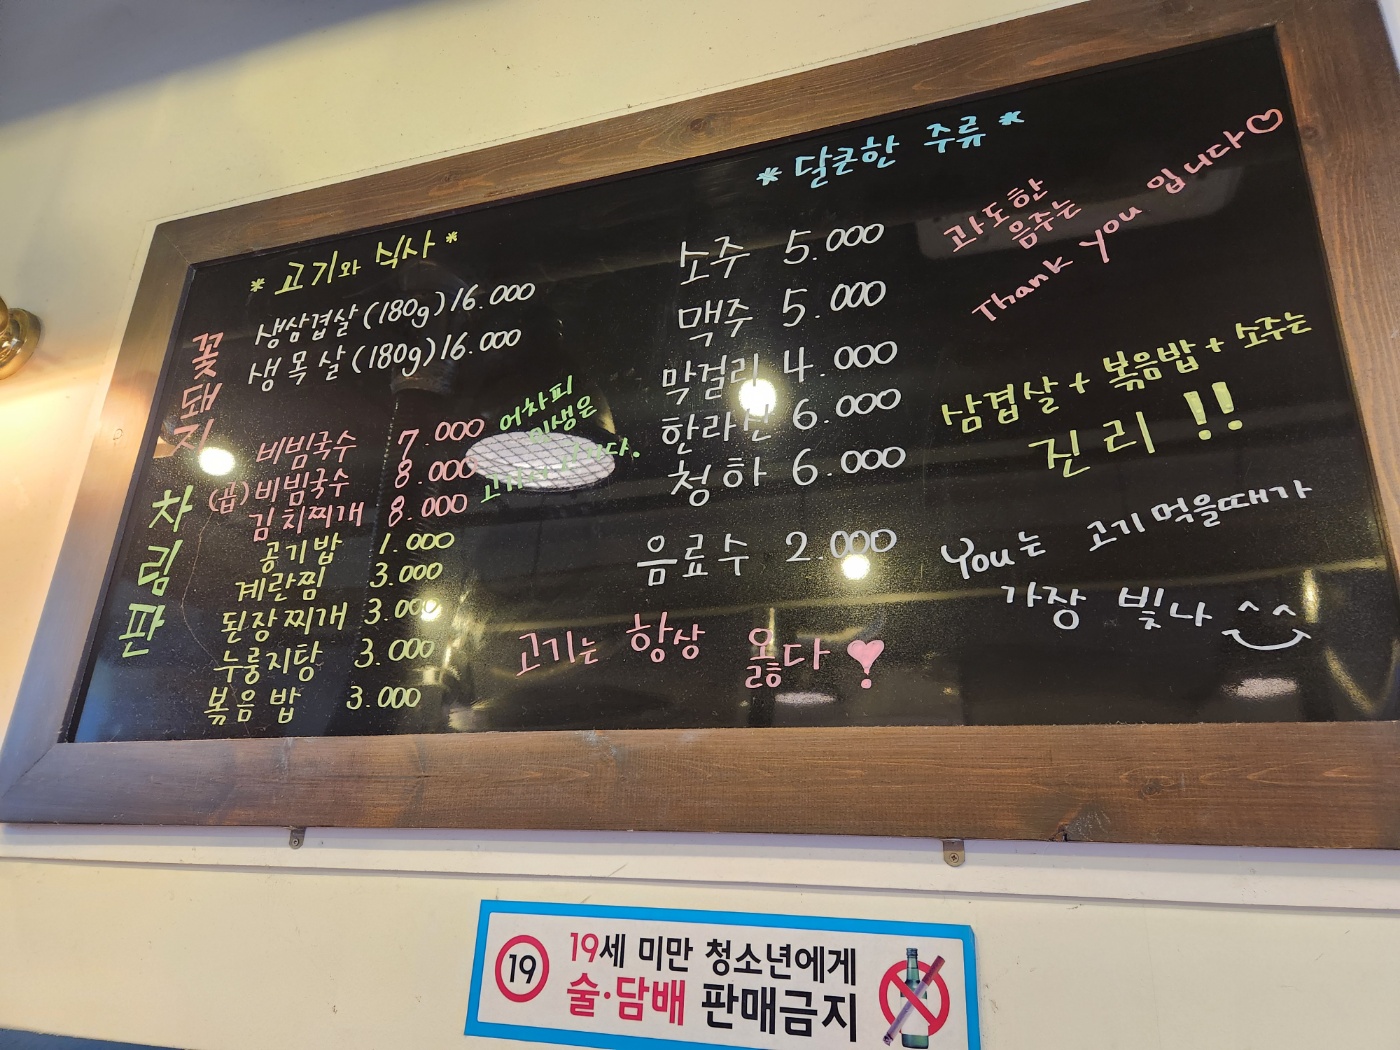 꽃돼지
차림판
* 고기와 식사 *
생삼겹살 (180g) 16.000
생목살 (180g) 16.000
비빔국수 7.000
(곱)비빔국수 8.000
김치찌개 8.000
공기밥 1.000
계란찜 3.000
된장찌개 3.000
누룽지탕 3.000
볶음밥 3.000
어차피
인생은
* 달큰한 주류 *
소주 5.000
맥주 5.000
막걸리 4.000
한라산 6.000
청하 6.000
음료수 2.000
고기는 항상 옳다
과도한
음주는
Thank you 입니다♡
삼겹살 + 볶음밥 + 소주는
진리 !!
You는 고기 먹을때가
가장 빛나 ^^
19
19세 미만 청소년에게
술·담배 판매금지